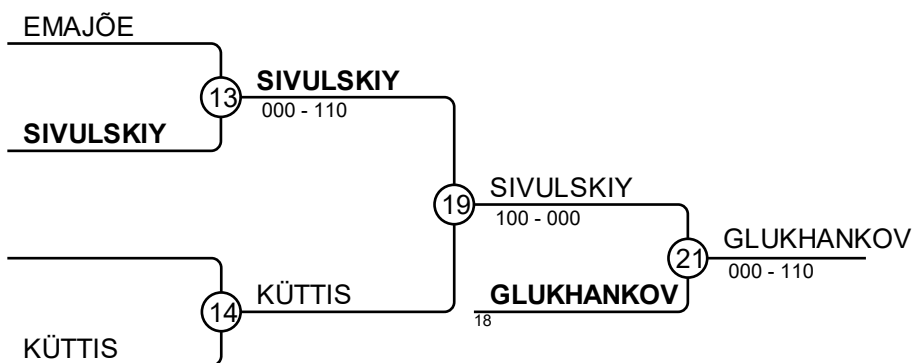 EMAJÕE
13
SIVULSKIY
000 - 110
SIVULSKIY
19
SIVULSKIY
100 - 000
21
GLUKHANKOV
000 - 110
GLUKHANKOV
18
14
KÜTTIS
KÜTTIS